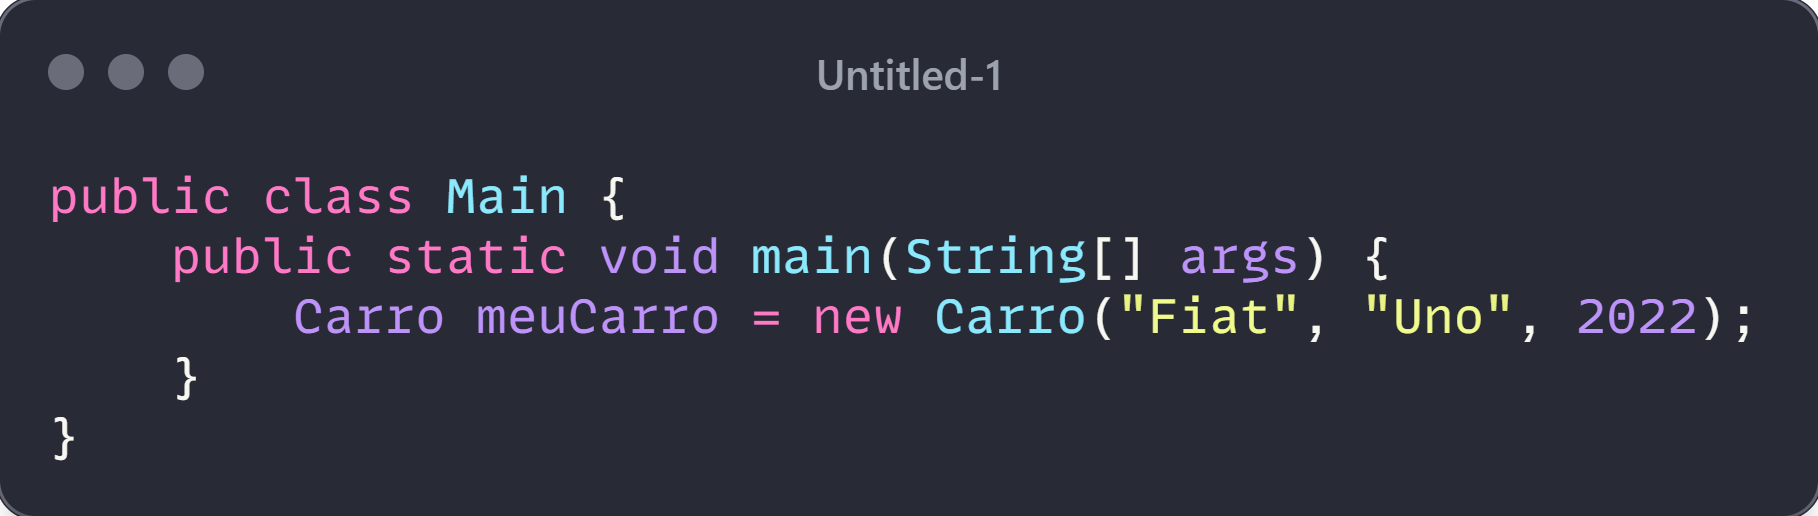 Untitled-1
public class Main {
    public static void main(String[] args) {
        Carro meuCarro = new Carro("Fiat", "Uno", 2022);
    }
}